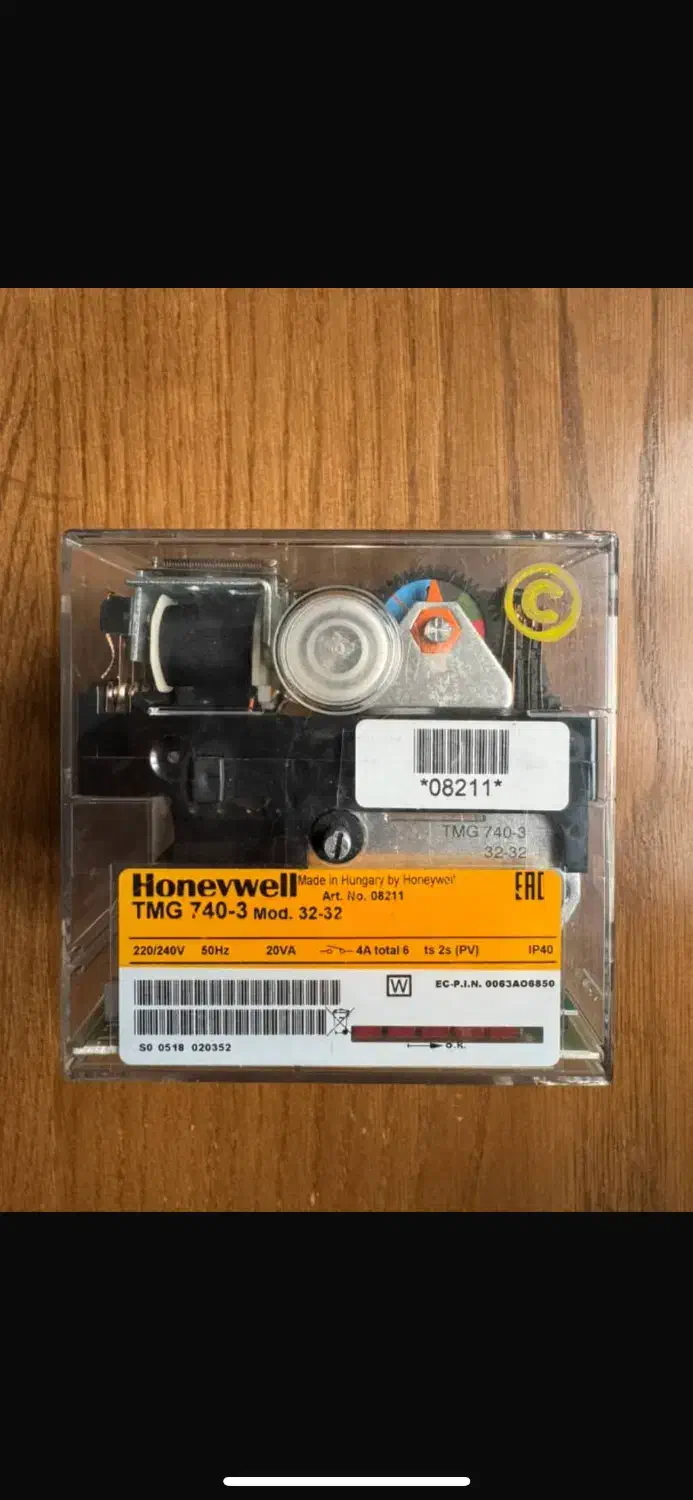 C
*08211*
TMG 740-3
32-32
Honeywell Made in Hungary by Honeywell
Art. No. 08211
EAC
TMG 740-3 Mod. 32-32
220/240V 50Hz 20VA 4A total 6 ts 2s (PV) IP40
W EC-P.I.N. 0063AO6850
S0 0518 020352
O.K.